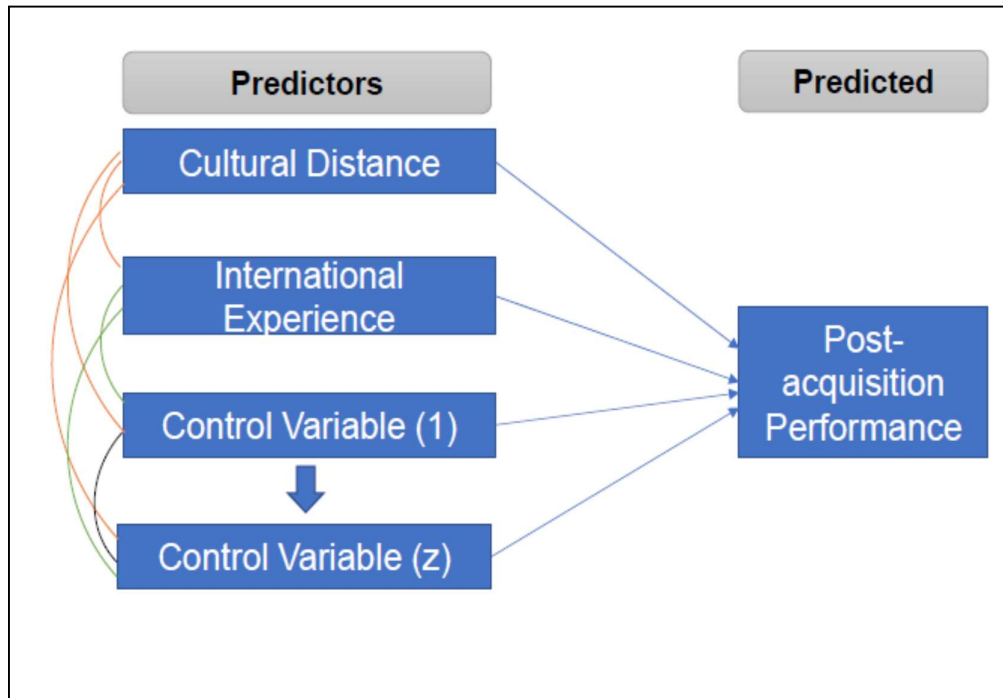 Predictors
Predicted
Cultural Distance
International
Experience
Post-
acquisition
Performance
Control Variable (1)
Control Variable (z)